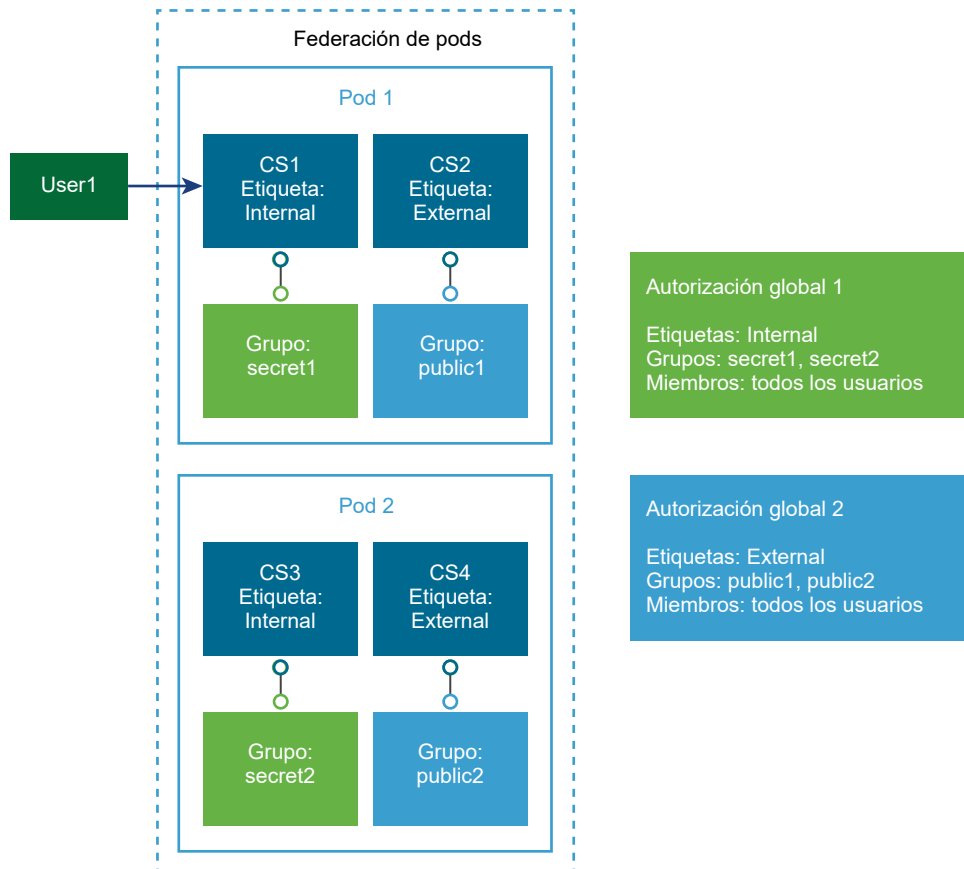 Federación de pods
Pod 1
User1
CS1
Etiqueta:
Internal
CS2
Etiqueta:
External
Grupo:
secret1
Grupo:
public1
Autorización global 1
Etiquetas: Internal
Grupos: secret1, secret2
Miembros: todos los usuarios
Pod 2
CS3
Etiqueta:
Internal
CS4
Etiqueta:
External
Grupo:
secret2
Grupo:
public2
Autorización global 2
Etiquetas: External
Grupos: public1, public2
Miembros: todos los usuarios